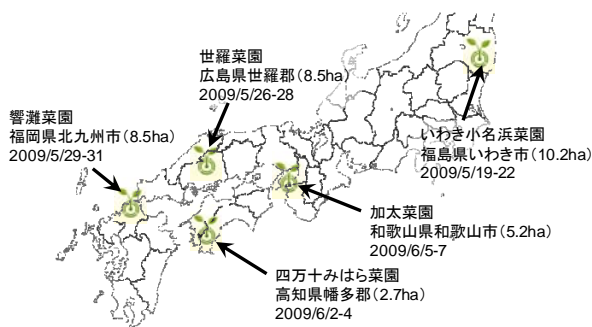 世羅菜園
広島県世羅郡（8.5ha）
2009/5/26-28
響灘菜園
福岡県北九州市（8.5ha）
2009/5/29-31
いわき小名浜菜園
福島県いわき市（10.2ha）
2009/5/19-22
加太菜園
和歌山県和歌山市（5.2ha）
2009/6/5-7
四万十みはら菜園
高知県幡多郡（2.7ha）
2009/6/2-4